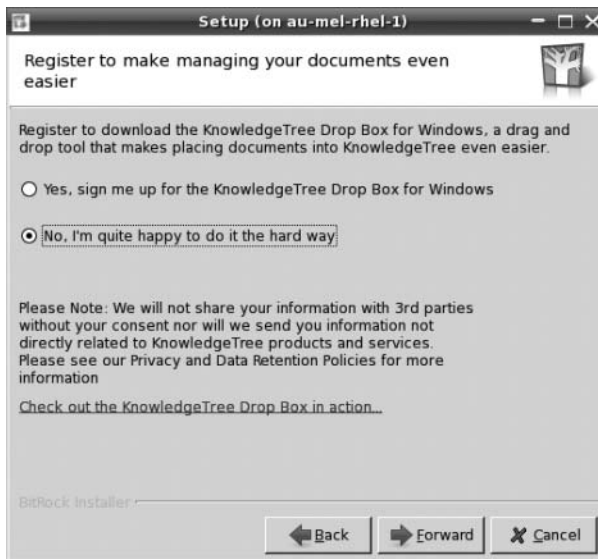 Setup (on au-mel-rhel-1)
Register to make managing your documents even
easier
Register to download the KnowledgeTree Drop Box for Windows, a drag and
drop tool that makes placing documents into KnowledgeTree even easier.
Yes, sign me up for the KnowledgeTree Drop Box for Windows
No, I'm quite happy to do it the hard way
Please Note: We will not share your information with 3rd parties
without your consent nor will we send you information not
directly related to KnowledgeTree products and services.
Please see our Privacy and Data Retention Policies for more
information
Check out the KnowledgeTree Drop Box in action...
BitRock Installer
Back Forward Cancel